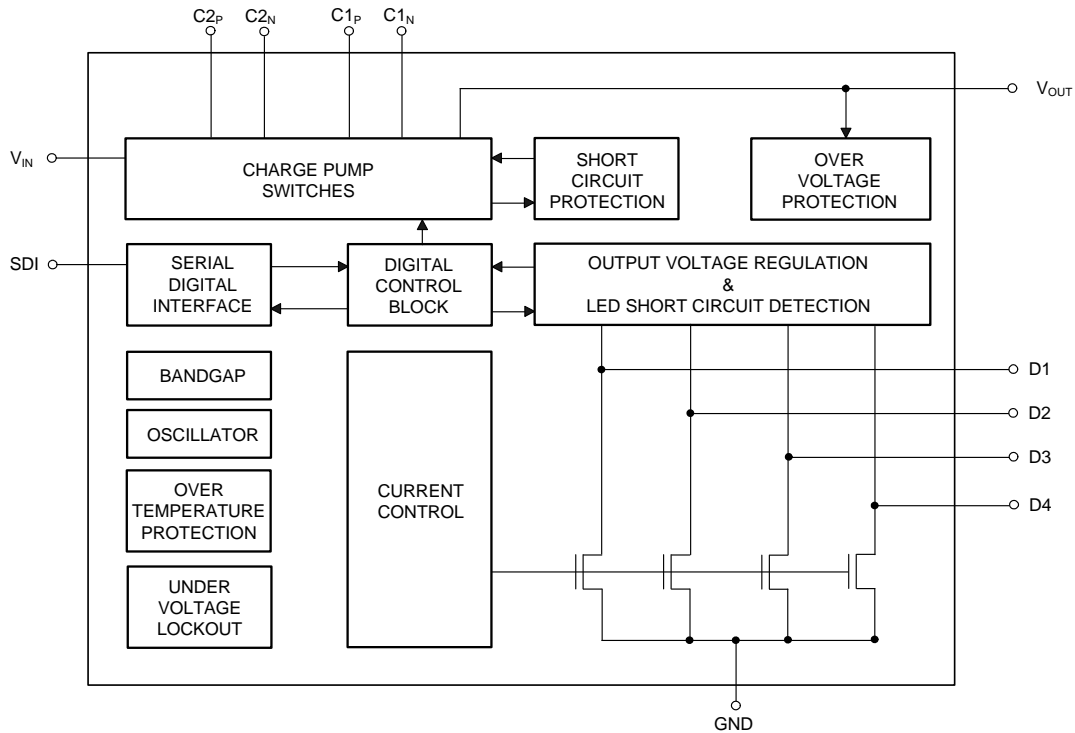 C2P C2N C1P C1N
VOUT
VIN
CHARGE PUMP
SWITCHES
SHORT
CIRCUIT
PROTECTION
OVER
VOLTAGE
PROTECTION
SDI
SERIAL
DIGITAL
INTERFACE
DIGITAL
CONTROL
BLOCK
OUTPUT VOLTAGE REGULATION
&
LED SHORT CIRCUIT DETECTION
BANDGAP
OSCILLATOR
OVER
TEMPERATURE
PROTECTION
UNDER
VOLTAGE
LOCKOUT
CURRENT
CONTROL
D1
D2
D3
D4
GND